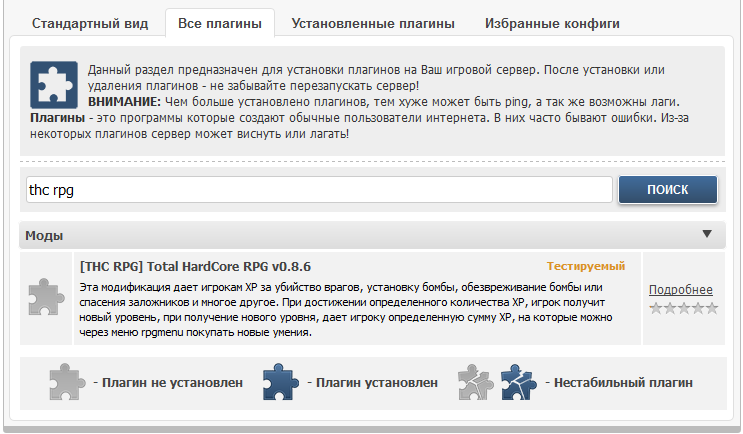 Стандартный вид Все плагины Установленные плагины Избранные конфиги
Данный раздел предназначен для установки плагинов на Ваш игровой сервер. После установки или
удаления плагинов - не забывайте перезапускать сервер!
ВНИМАНИЕ: Чем больше установлено плагинов, тем хуже может быть ping, а так же возможны лаги.
Плагины - это программы которые создают обычные пользователи интернета. В них часто бывают ошибки. Из-за
некоторых плагинов сервер может виснуть или лагать!
thc rpg ПОИСК
Моды
[THC RPG] Total HardCore RPG v0.8.6 Тестируемый
Эта модификация дает игрокам XP за убийство врагов, установку бомбы, обезвреживание бомбы или
спасения заложников и многое другое. При достижении определенного количества XP, игрок получит
новый уровень, при получение нового уровня, дает игроку определенную сумму XP, на которые можно
через меню rpgmenu покупать новые умения.
Подробнее
- Плагин не установлен - Плагин установлен - Нестабильный плагин